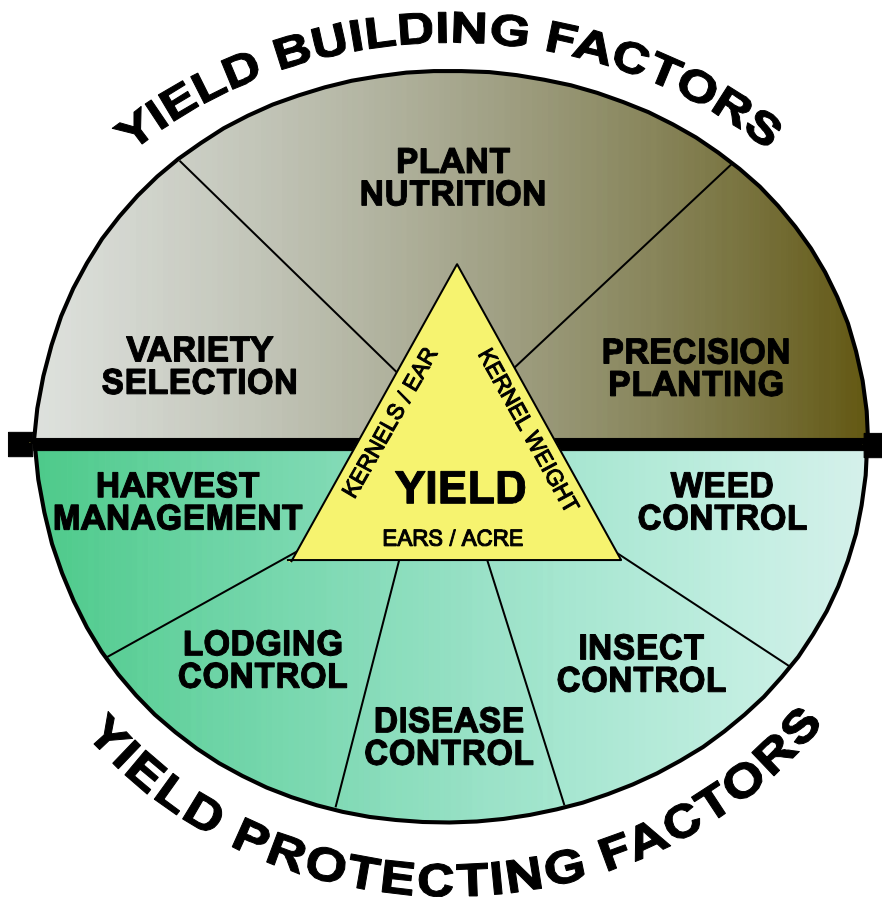 YIELD BUILDING FACTORS
PLANT
NUTRITION
VARIETY
SELECTION
PRECISION
PLANTING
KERNELS / EAR
KERNEL WEIGHT
YIELD
EARS / ACRE
HARVEST
MANAGEMENT
WEED
CONTROL
LODGING
CONTROL
INSECT
CONTROL
DISEASE
CONTROL
YIELD PROTECTING FACTORS